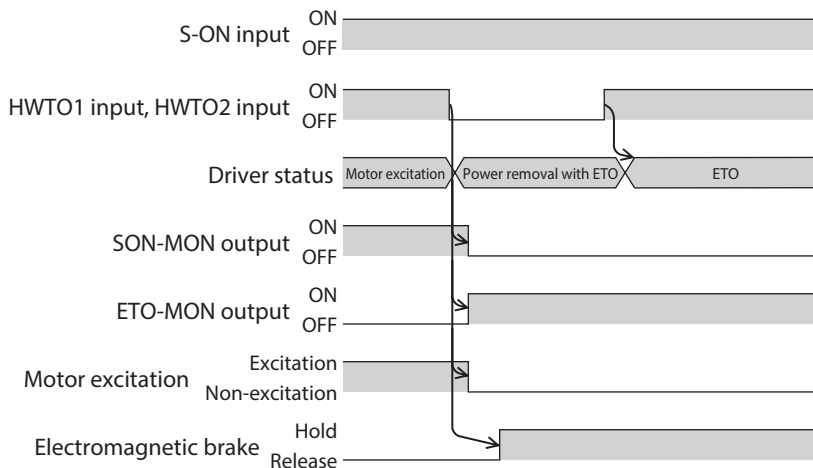 S-ON input
ON
OFF
HWTO1 input, HWTO2 input
ON
OFF
Driver status
Motor excitation
Power removal with ETO
ETO
SON-MON output
ON
OFF
ETO-MON output
ON
OFF
Motor excitation
Excitation
Non-excitation
Electromagnetic brake
Hold
Release